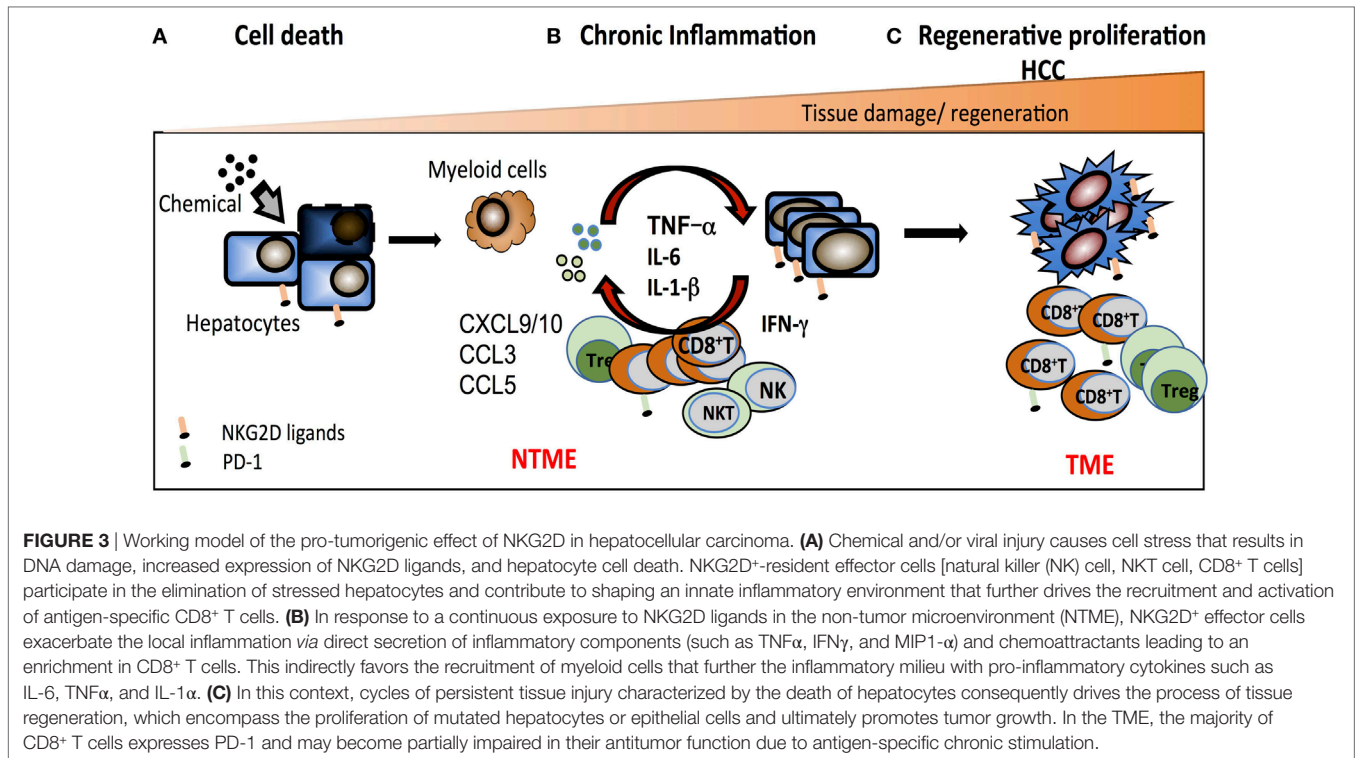 A Cell death
B Chronic Inflammation
C Regenerative proliferation
HCC
Tissue damage/ regeneration
Chemical
Hepatocytes
Myeloid cells
TNF-α
IL-6
IL-1-β
IFN-γ
CXCL9/10
CCL3
CCL5
Tre
CD8⁺T
NK
NKT
CD8⁺T
CD8⁺T
CD8⁺T
CD8⁺T
Treg
NKG2D ligands
PD-1
NTME
TME
FIGURE 3 | Working model of the pro-tumorigenic effect of NKG2D in hepatocellular carcinoma. (A) Chemical and/or viral injury causes cell stress that results in
DNA damage, increased expression of NKG2D ligands, and hepatocyte cell death. NKG2D⁺-resident effector cells [natural killer (NK) cell, NKT cell, CD8⁺ T cells]
participate in the elimination of stressed hepatocytes and contribute to shaping an innate inflammatory environment that further drives the recruitment and activation
of antigen-specific CD8⁺ T cells. (B) In response to a continuous exposure to NKG2D ligands in the non-tumor microenvironment (NTME), NKG2D⁺ effector cells
exacerbate the local inflammation via direct secretion of inflammatory components (such as TNFα, IFNγ, and MIP1-α) and chemoattractants leading to an
enrichment in CD8⁺ T cells. This indirectly favors the recruitment of myeloid cells that further the inflammatory milieu with pro-inflammatory cytokines such as
IL-6, TNFα, and IL-1α. (C) In this context, cycles of persistent tissue injury characterized by the death of hepatocytes consequently drives the process of tissue
regeneration, which encompass the proliferation of mutated hepatocytes or epithelial cells and ultimately promotes tumor growth. In the TME, the majority of
CD8⁺ T cells expresses PD-1 and may become partially impaired in their antitumor function due to antigen-specific chronic stimulation.